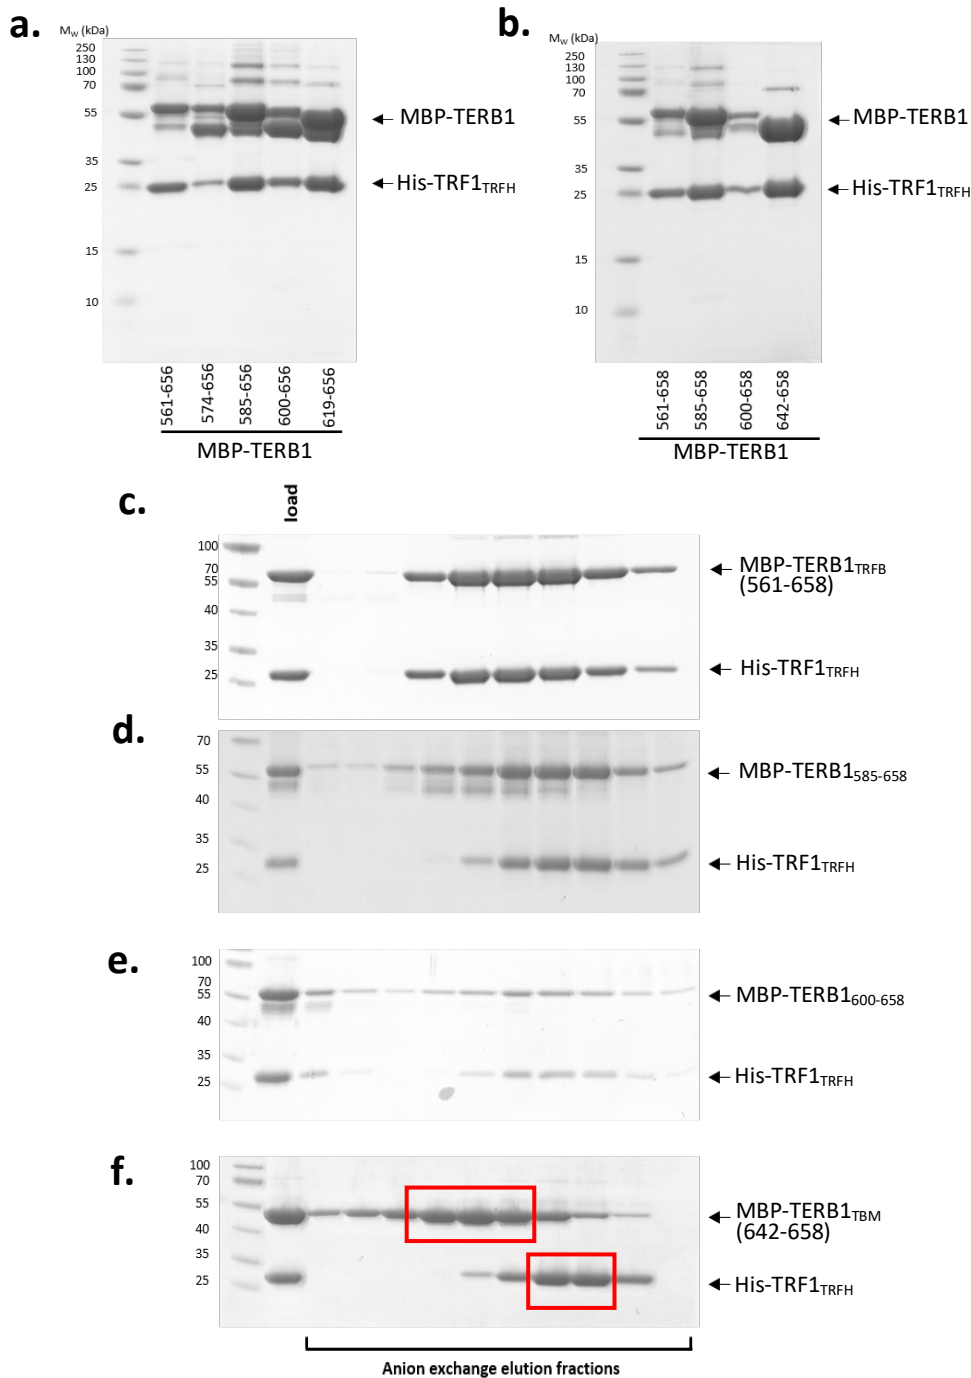 a.
Mw (kDa)
250
130
100
70
55
35
25
15
10
MBP-TERB1
His-TRF1TRFH
561-656
574-656
585-656
600-656
619-656
MBP-TERB1
b.
Mw (kDa)
250
130
100
70
55
35
25
15
10
MBP-TERB1
His-TRF1TRFH
561-658
585-658
600-658
642-658
MBP-TERB1
c.
load
100
70
55
40
35
25
MBP-TERB1TRFB
(561-658)
His-TRF1TRFH
d.
70
55
40
35
25
MBP-TERB1585-658
His-TRF1TRFH
e.
100
70
55
40
35
25
MBP-TERB1600-658
His-TRF1TRFH
f.
100
70
55
40
35
25
MBP-TERB1TBM
(642-658)
His-TRF1TRFH
Anion exchange elution fractions